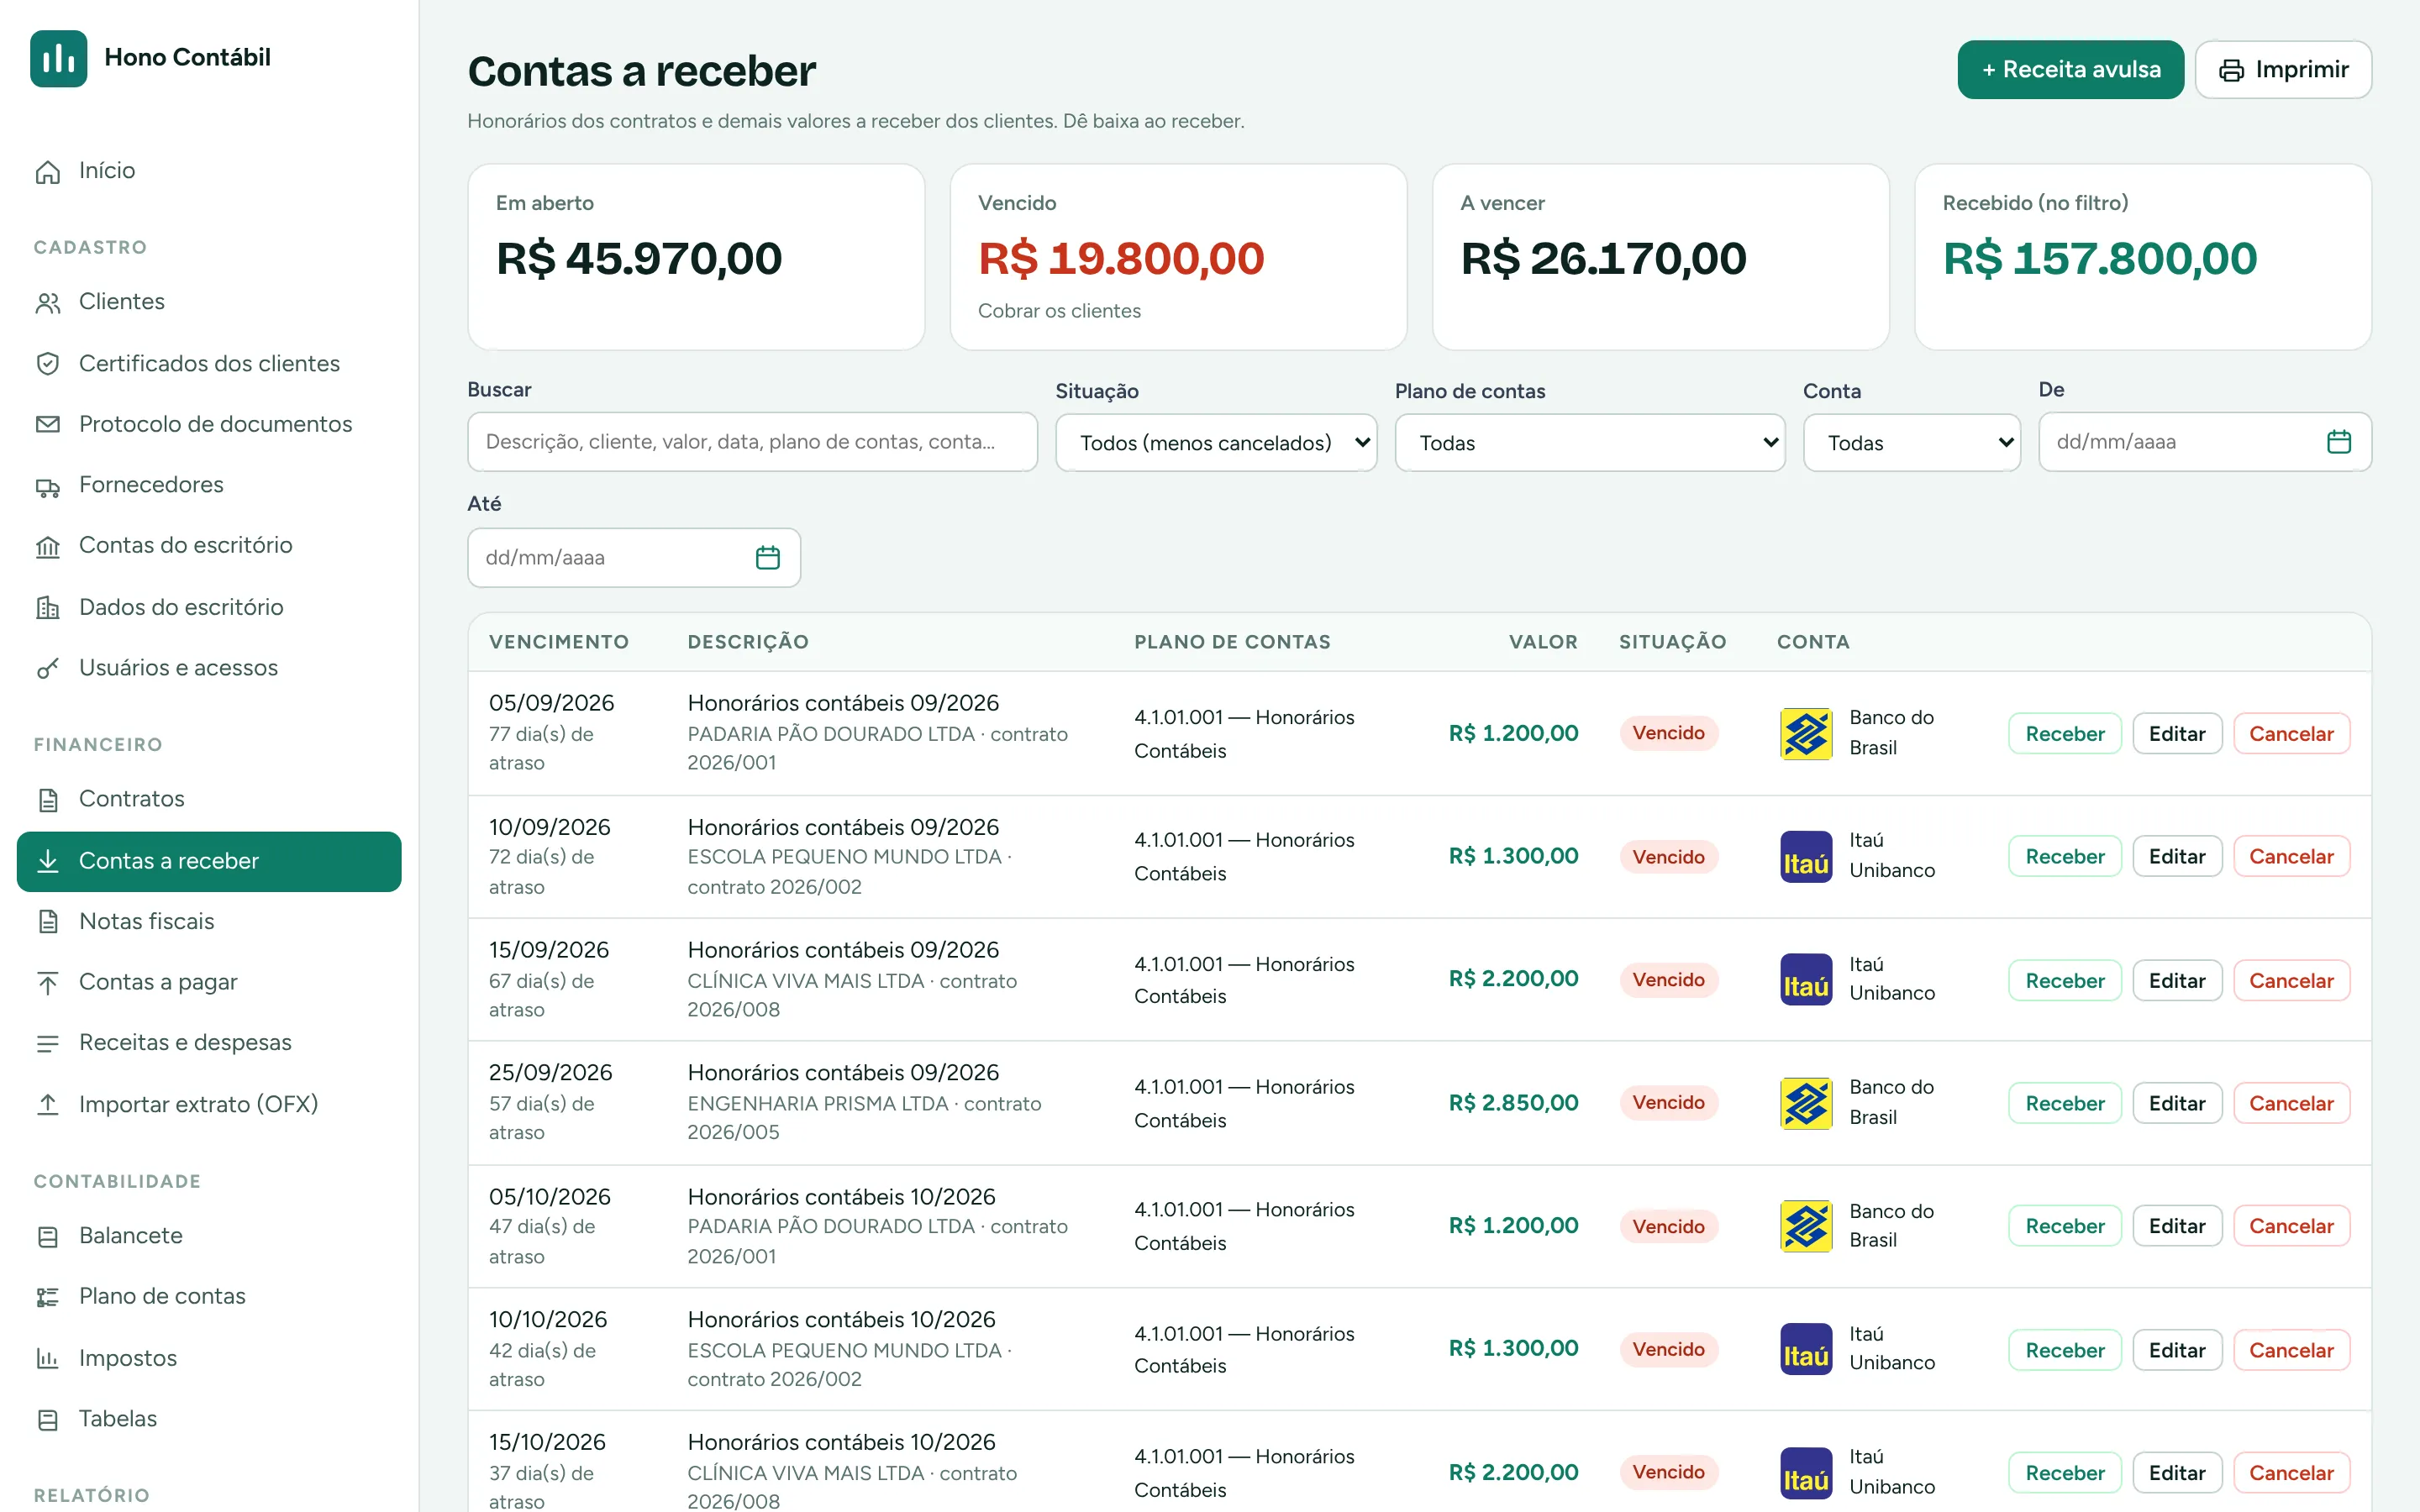 Hono Contábil
Início
CADASTRO
Clientes
Certificados dos clientes
Protocolo de documentos
Fornecedores
Contas do escritório
Dados do escritório
Usuários e acessos
FINANCEIRO
Contratos
Contas a receber
Notas fiscais
Contas a pagar
Receitas e despesas
Importar extrato (OFX)
CONTABILIDADE
Balancete
Plano de contas
Impostos
Tabelas
RELATÓRIO
Contas a receber
Honorários dos contratos e demais valores a receber dos clientes. Dê baixa ao receber.
+ Receita avulsa
Imprimir
Em aberto
R$ 45.970,00
Vencido
R$ 19.800,00
Cobrar os clientes
A vencer
R$ 26.170,00
Recebido (no filtro)
R$ 157.800,00
Buscar
Descrição, cliente, valor, data, plano de contas, conta...
Situação
Todos (menos cancelados)
Plano de contas
Todas
Conta
Todas
De
dd/mm/aaaa
Até
dd/mm/aaaa
VENCIMENTO DESCRIÇÃO PLANO DE CONTAS VALOR SITUAÇÃO CONTA
05/09/2026
77 dia(s) de
atraso
Honorários contábeis 09/2026
PADARIA PÃO DOURADO LTDA · contrato
2026/001
4.1.01.001 — Honorários
Contábeis
R$ 1.200,00
Vencido
Banco do
Brasil
Receber Editar Cancelar
10/09/2026
72 dia(s) de
atraso
Honorários contábeis 09/2026
ESCOLA PEQUENO MUNDO LTDA ·
contrato 2026/002
4.1.01.001 — Honorários
Contábeis
R$ 1.300,00
Vencido
Itaú
Itaú
Unibanco
Receber Editar Cancelar
15/09/2026
67 dia(s) de
atraso
Honorários contábeis 09/2026
CLÍNICA VIVA MAIS LTDA · contrato
2026/008
4.1.01.001 — Honorários
Contábeis
R$ 2.200,00
Vencido
Itaú
Itaú
Unibanco
Receber Editar Cancelar
25/09/2026
57 dia(s) de
atraso
Honorários contábeis 09/2026
ENGENHARIA PRISMA LTDA · contrato
2026/005
4.1.01.001 — Honorários
Contábeis
R$ 2.850,00
Vencido
Banco do
Brasil
Receber Editar Cancelar
05/10/2026
47 dia(s) de
atraso
Honorários contábeis 10/2026
PADARIA PÃO DOURADO LTDA · contrato
2026/001
4.1.01.001 — Honorários
Contábeis
R$ 1.200,00
Vencido
Banco do
Brasil
Receber Editar Cancelar
10/10/2026
42 dia(s) de
atraso
Honorários contábeis 10/2026
ESCOLA PEQUENO MUNDO LTDA ·
contrato 2026/002
4.1.01.001 — Honorários
Contábeis
R$ 1.300,00
Vencido
Itaú
Itaú
Unibanco
Receber Editar Cancelar
15/10/2026
37 dia(s) de
atraso
Honorários contábeis 10/2026
CLÍNICA VIVA MAIS LTDA · contrato
2026/008
4.1.01.001 — Honorários
Contábeis
R$ 2.200,00
Vencido
Itaú
Itaú
Unibanco
Receber Editar Cancelar